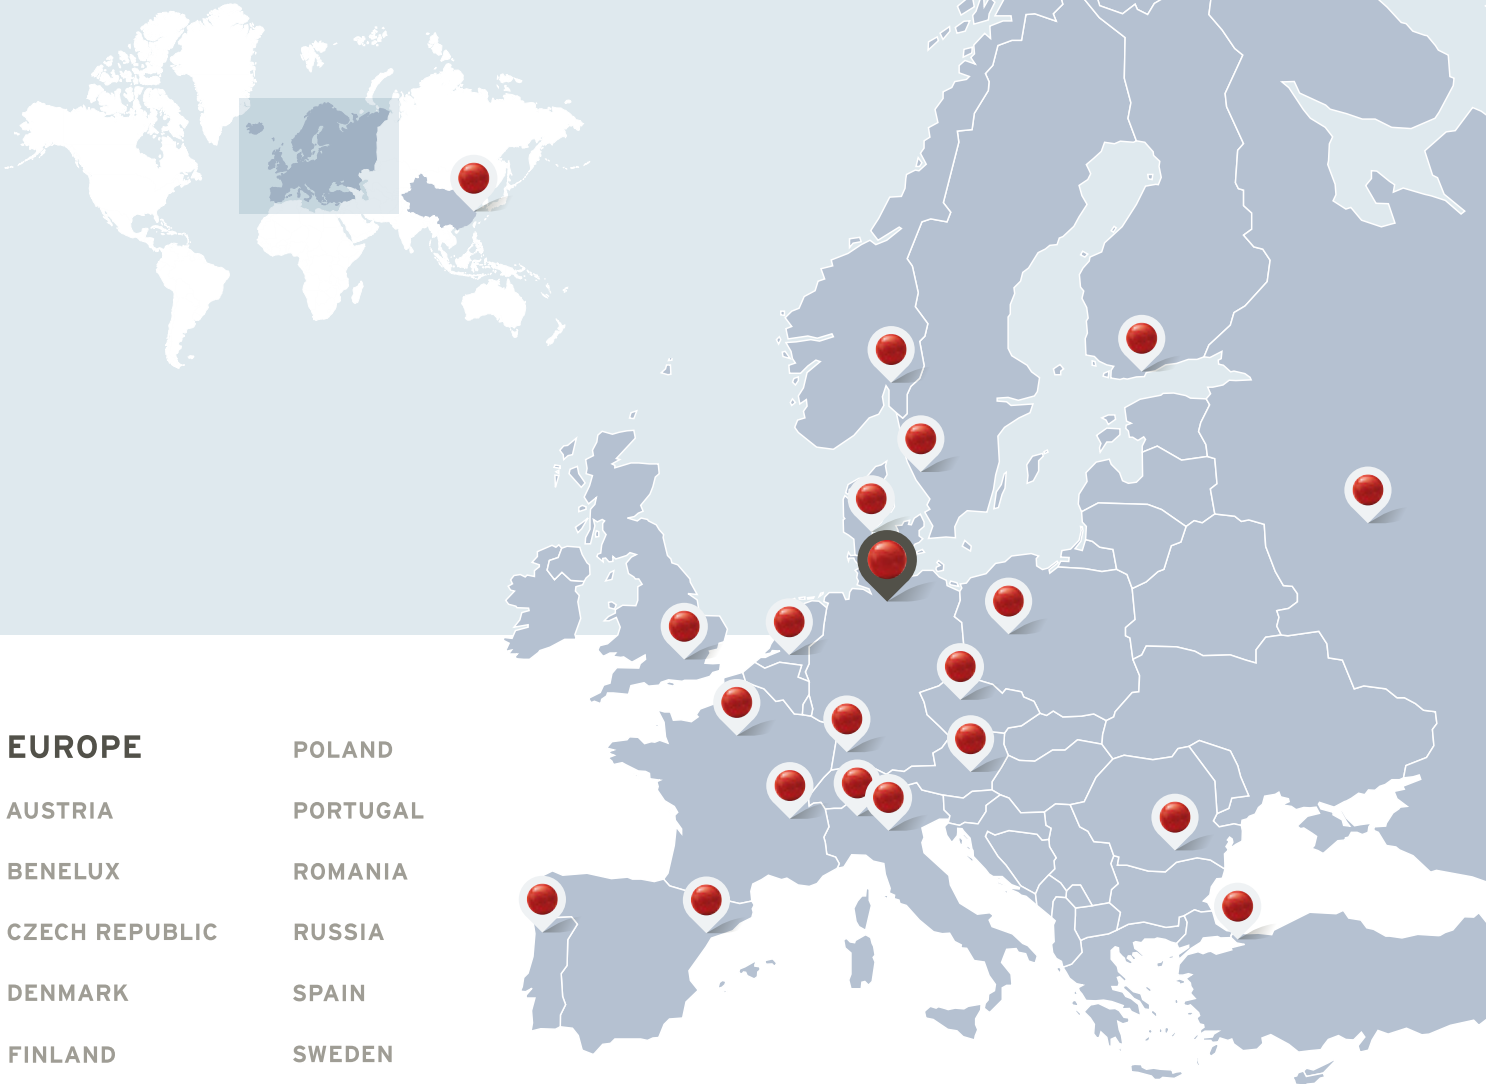 EUROPE
AUSTRIA
BENELUX
CZECH REPUBLIC
DENMARK
FINLAND
POLAND
PORTUGAL
ROMANIA
RUSSIA
SPAIN
SWEDEN